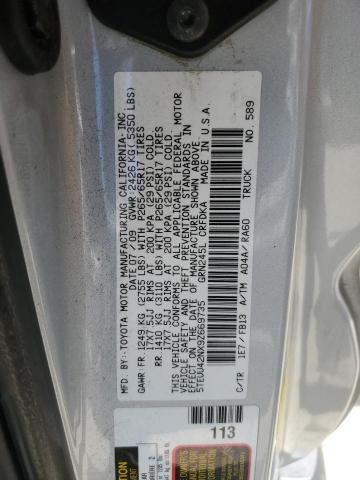 MFD. BY: TOYOTA MOTOR MANUFACTURING CALIFORNIA, INC.
DATE 07/09 GVWR: 2426 KG ( 5350 LBS)
GAWR: FR 1249 KG (2755 LBS) WITH P265/65R17 TIRES
17X7.5JJ RIMS AT 200 KPA (29 PSI) COLD.
RR 1410 KG (3110 LBS) WITH P265/65R17 TIRES
17X7.5JJ RIMS AT 200 KPA (29 PSI) COLD.
THIS VEHICLE CONFORMS TO ALL APPLICABLE FEDERAL MOTOR
VEHICLE SAFETY AND THEFT PREVENTION STANDARDS IN
EFFECT ON THE DATE OF MANUFACTURE SHOWN ABOVE.
5TEUU42NX9Z669735 GRN245L CRFDKA MADE IN U.S.A.
C/TR 1E7/FB13 A/TM A04A/RA60 TRUCK NO. 589
113